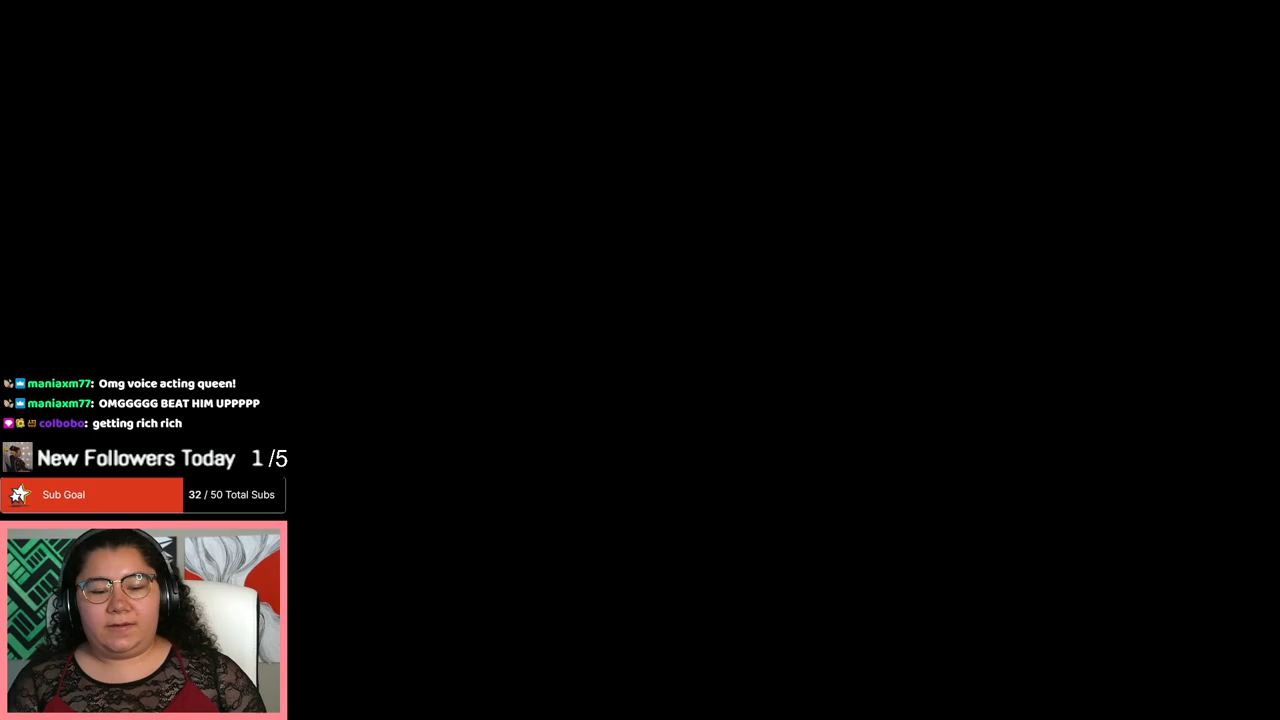 maniaxm77: Omg voice acting queen!
maniaxm77: OMGGGGG BEAT HIM UPPPPP
colbobo: getting rich rich
New Followers Today 1 /5
Sub Goal 32 / 50 Total Subs